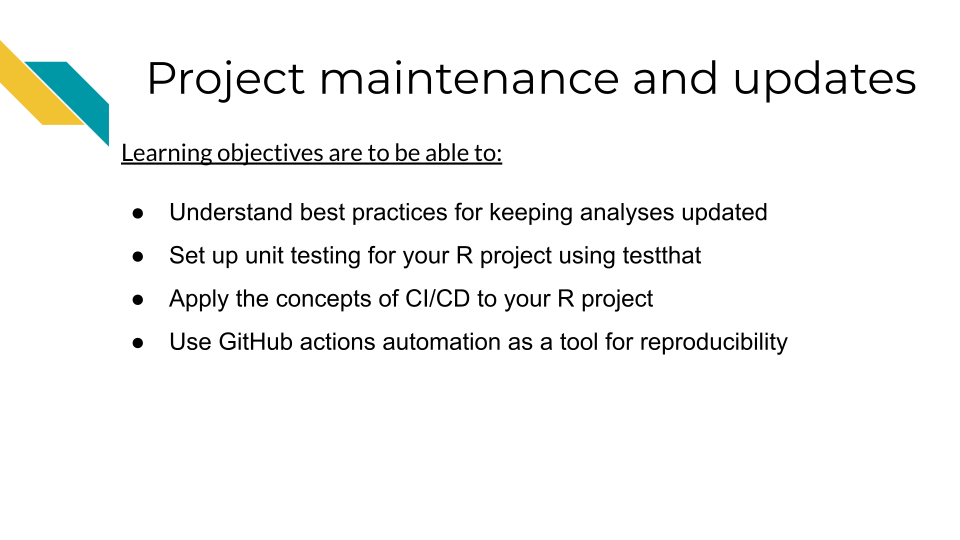 Project maintenance and updates
Learning objectives are to be able to:
● Understand best practices for keeping analyses updated
● Set up unit testing for your R project using testthat
● Apply the concepts of CI/CD to your R project
● Use GitHub actions automation as a tool for reproducibility